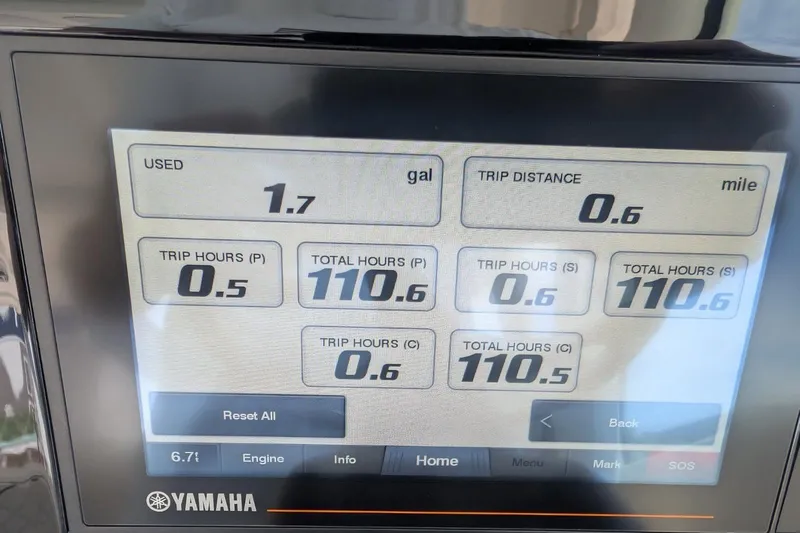 USED
gal
1.7
TRIP DISTANCE
mile
0.6
TRIP HOURS (P)
0.5
TOTAL HOURS (P)
110.6
TRIP HOURS (S)
0.6
TOTAL HOURS (S)
110.6
TRIP HOURS (C)
0.6
TOTAL HOURS (C)
110.5
Reset All
< Back
6.7f Engine Info Home Menu Mark SOS
YAMAHA